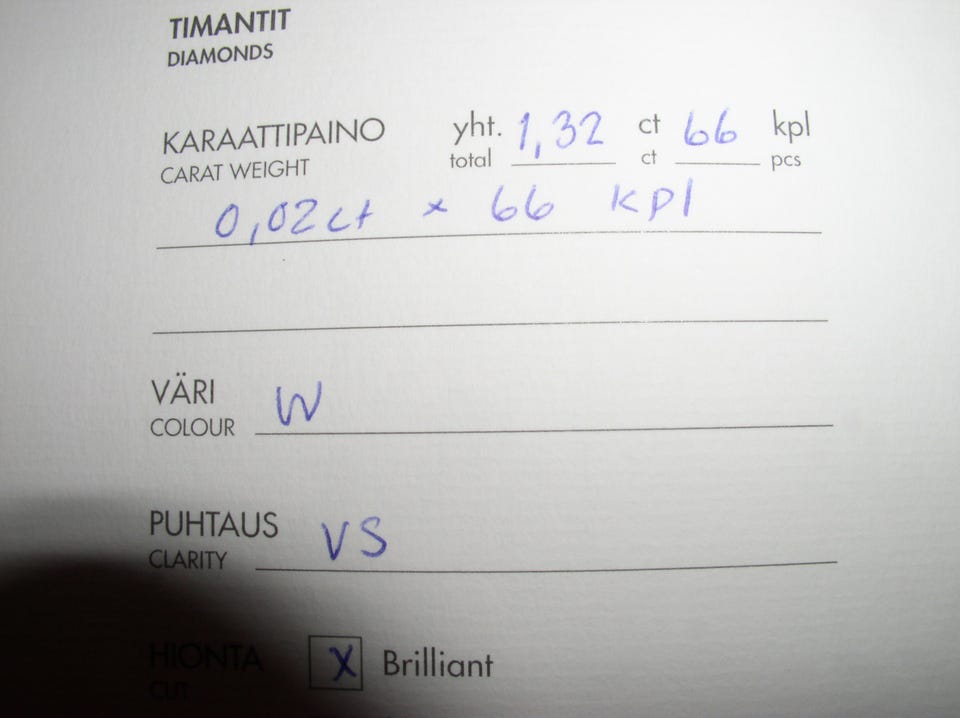 TIMANTIT
DIAMONDS
KARAATTIPAINO yht. 1,32 ct 66 kpl
CARAT WEIGHT total ct pcs
0,02ct x 66 kpl
VÄRI W
COLOUR
PUHTAUS VS
CLARITY
HIONTA X Brilliant
CUT